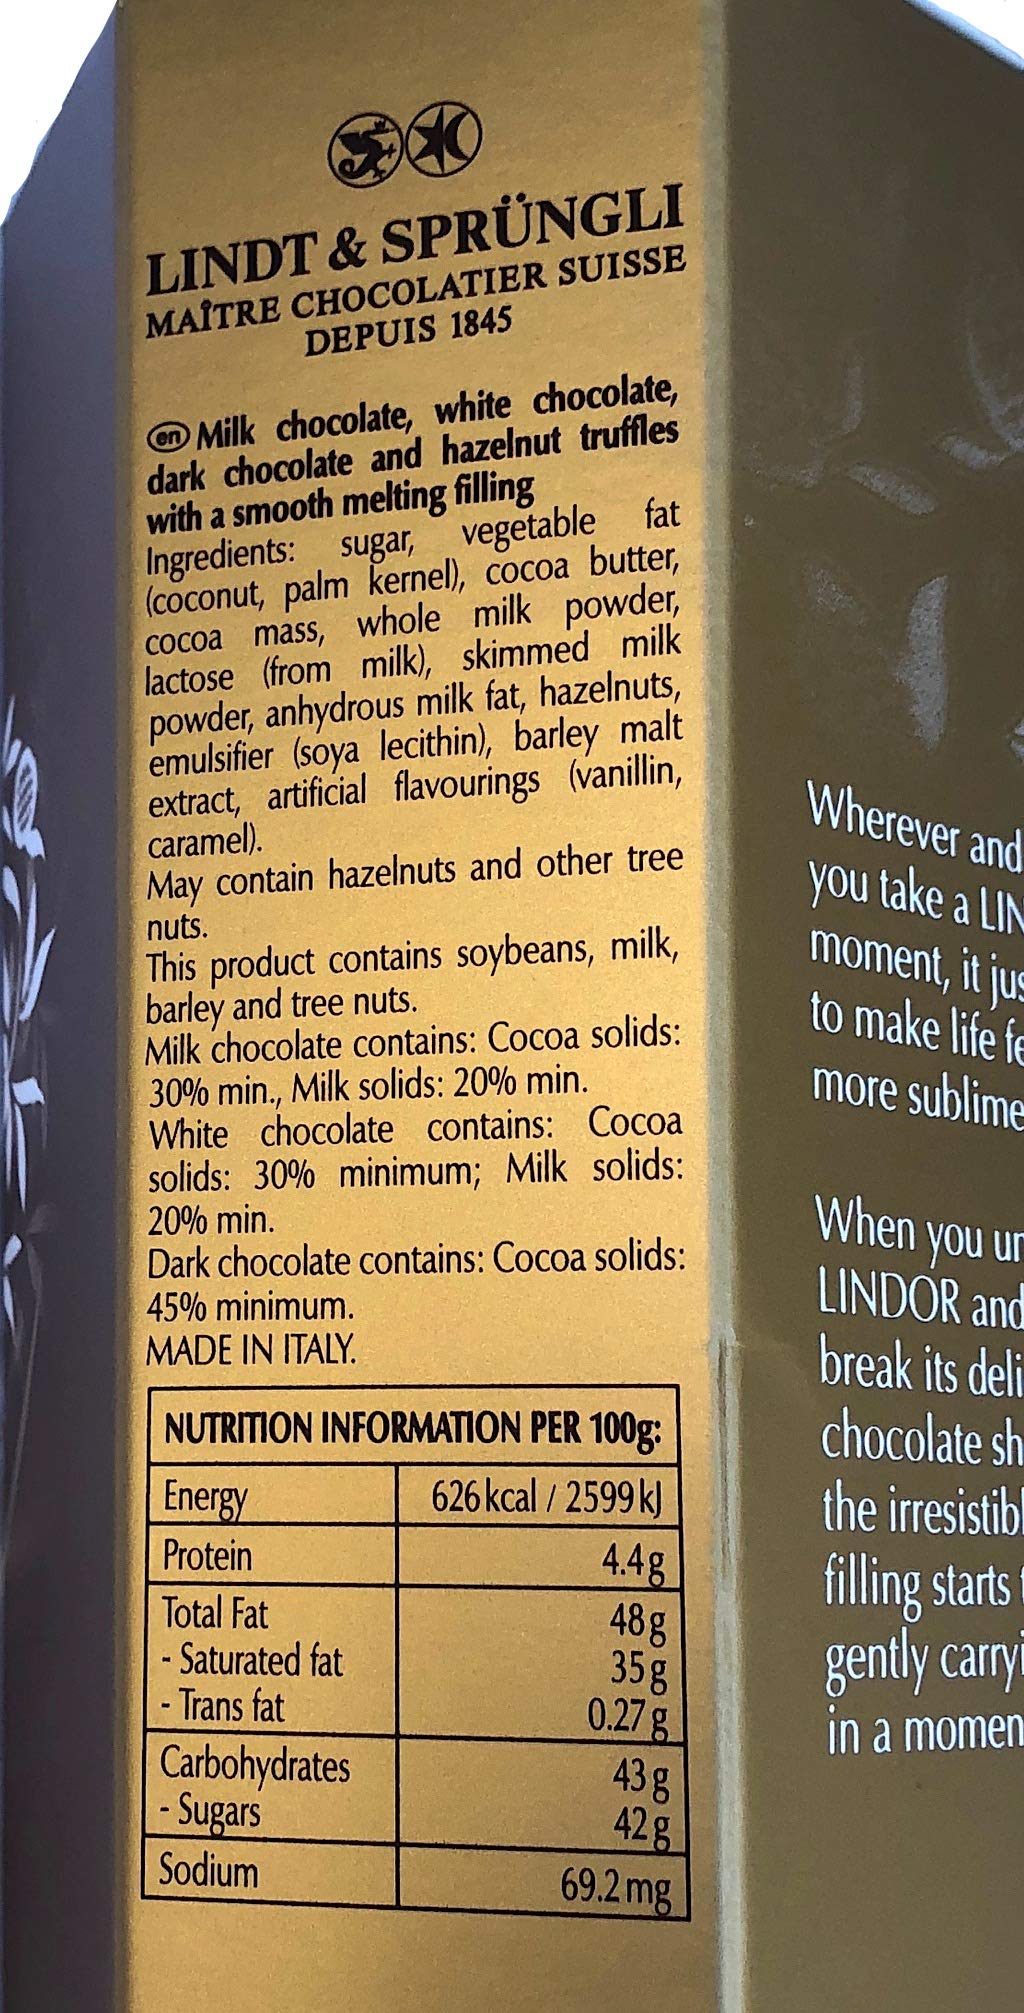 LINDT & SPRÜNGLI
MAÎTRE CHOCOLATIER SUISSE
DEPUIS 1845
en Milk chocolate, white chocolate,
dark chocolate and hazelnut truffles
with a smooth melting filling
Ingredients: sugar, vegetable fat
(coconut, palm kernel), cocoa butter,
cocoa mass, whole milk powder,
lactose (from milk), skimmed milk
powder, anhydrous milk fat, hazelnuts,
emulsifier (soya lecithin), barley malt
extract, artificial flavourings (vanillin,
caramel).
May contain hazelnuts and other tree
nuts.
This product contains soybeans, milk,
barley and tree nuts.
Milk chocolate contains: Cocoa solids:
30% min., Milk solids: 20% min.
White chocolate contains: Cocoa
solids: 30% minimum; Milk solids:
20% min.
Dark chocolate contains: Cocoa solids:
45% minimum.
MADE IN ITALY.
NUTRITION INFORMATION PER 100g:
Energy 626 kcal / 2599 kJ
Protein 4.4g
Total Fat 48g
- Saturated fat 35g
- Trans fat 0.27g
Carbohydrates 43g
- Sugars 42g
Sodium 69.2mg
Wherever and
you take a
moment, it
to make life
more sublime
When you
LINDOR and
break its
chocolate
the
filling starts
gently
in a